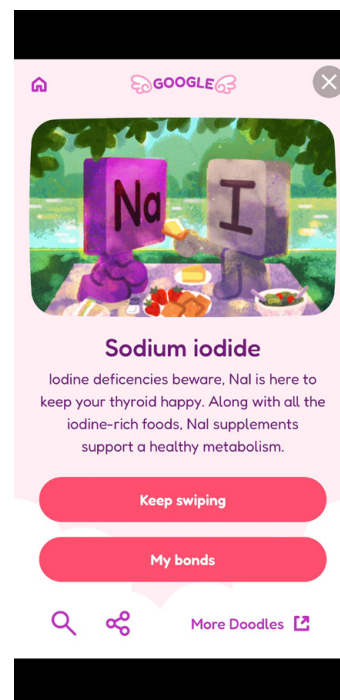 GOOGLE
Na I
Sodium iodide
Iodine deficencies beware, NaI is here to
keep your thyroid happy. Along with all the
iodine-rich foods, NaI supplements
support a healthy metabolism.
Keep swiping
My bonds
More Doodles